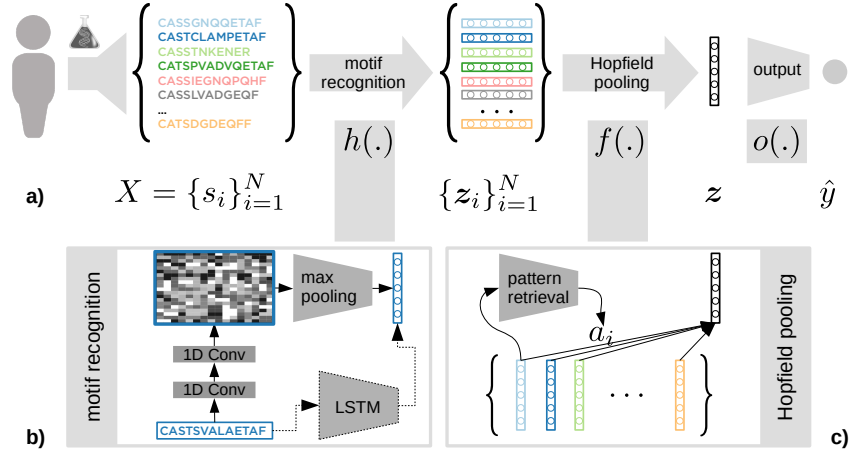 CASSGNQQETAF
CASTCLAMPETAF
CASSTNKENER
CATSPVADVQETAF
CASSIEGNQPQHF
CASSLVADGEQF
...
CATSDGDEQFF
motif
recognition
...
Hopfield
pooling
output
h(.)
f(.)
o(.)
a)
X = {s_i}_{i=1}^N
{z_i}_{i=1}^N
z
ŷ
motif recognition
max
pooling
1D Conv
1D Conv
LSTM
CASTSVALAETAF
b)
pattern
retrieval
a_i
...
Hopfield pooling
c)